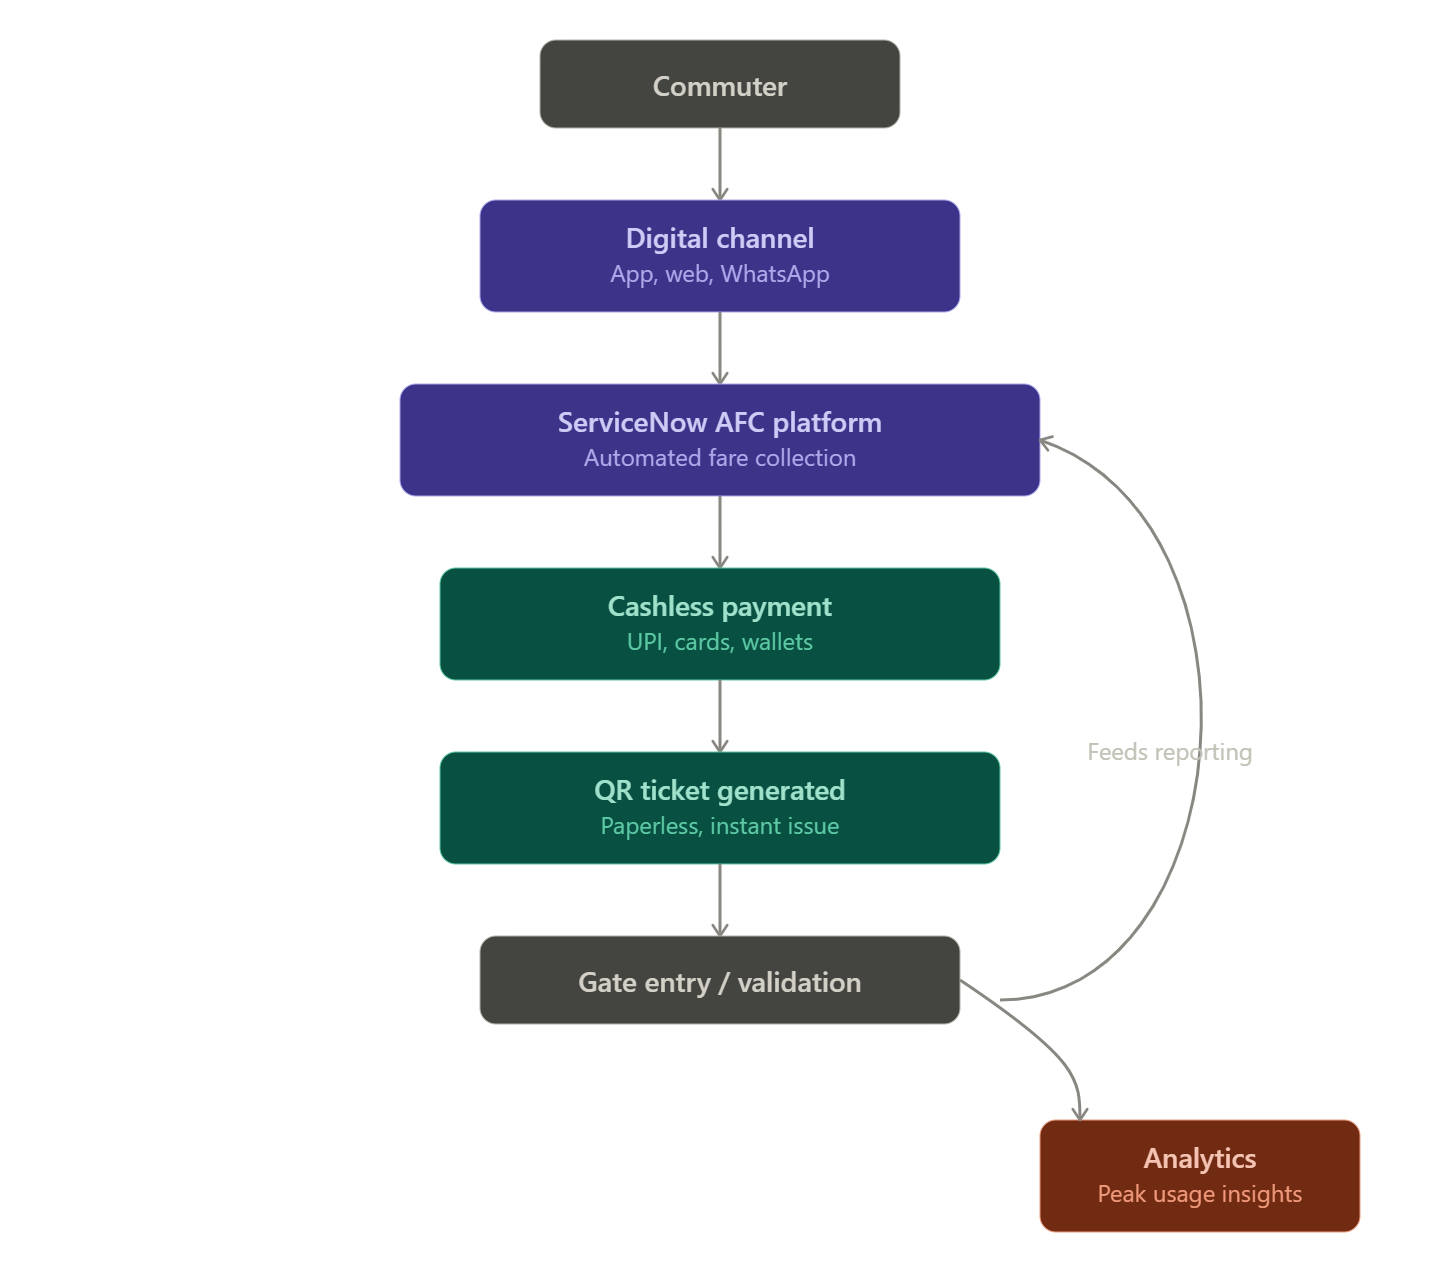 Commuter
Digital channel
App, web, WhatsApp
ServiceNow AFC platform
Automated fare collection
Cashless payment
UPI, cards, wallets
QR ticket generated
Paperless, instant issue
Feeds reporting
Gate entry / validation
Analytics
Peak usage insights